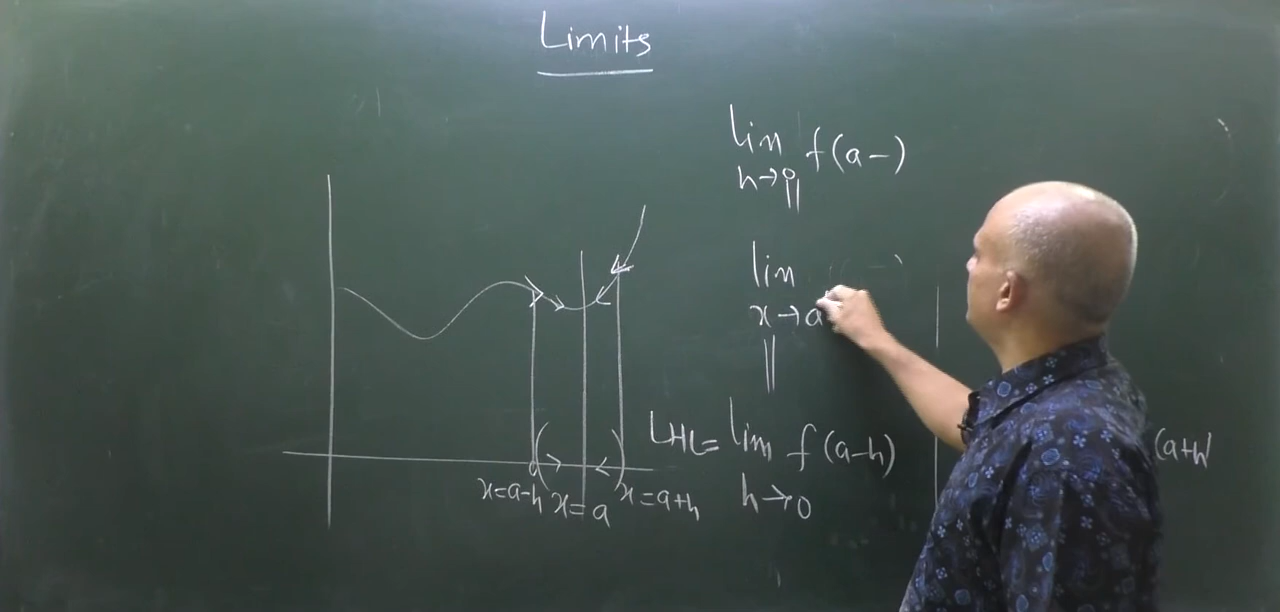 Limits
lim f(a-)
h→0
||
lim
x→a
||
LHL= lim f(a-h)
h→0
(a+h)
x=a-h x=a x=a+h